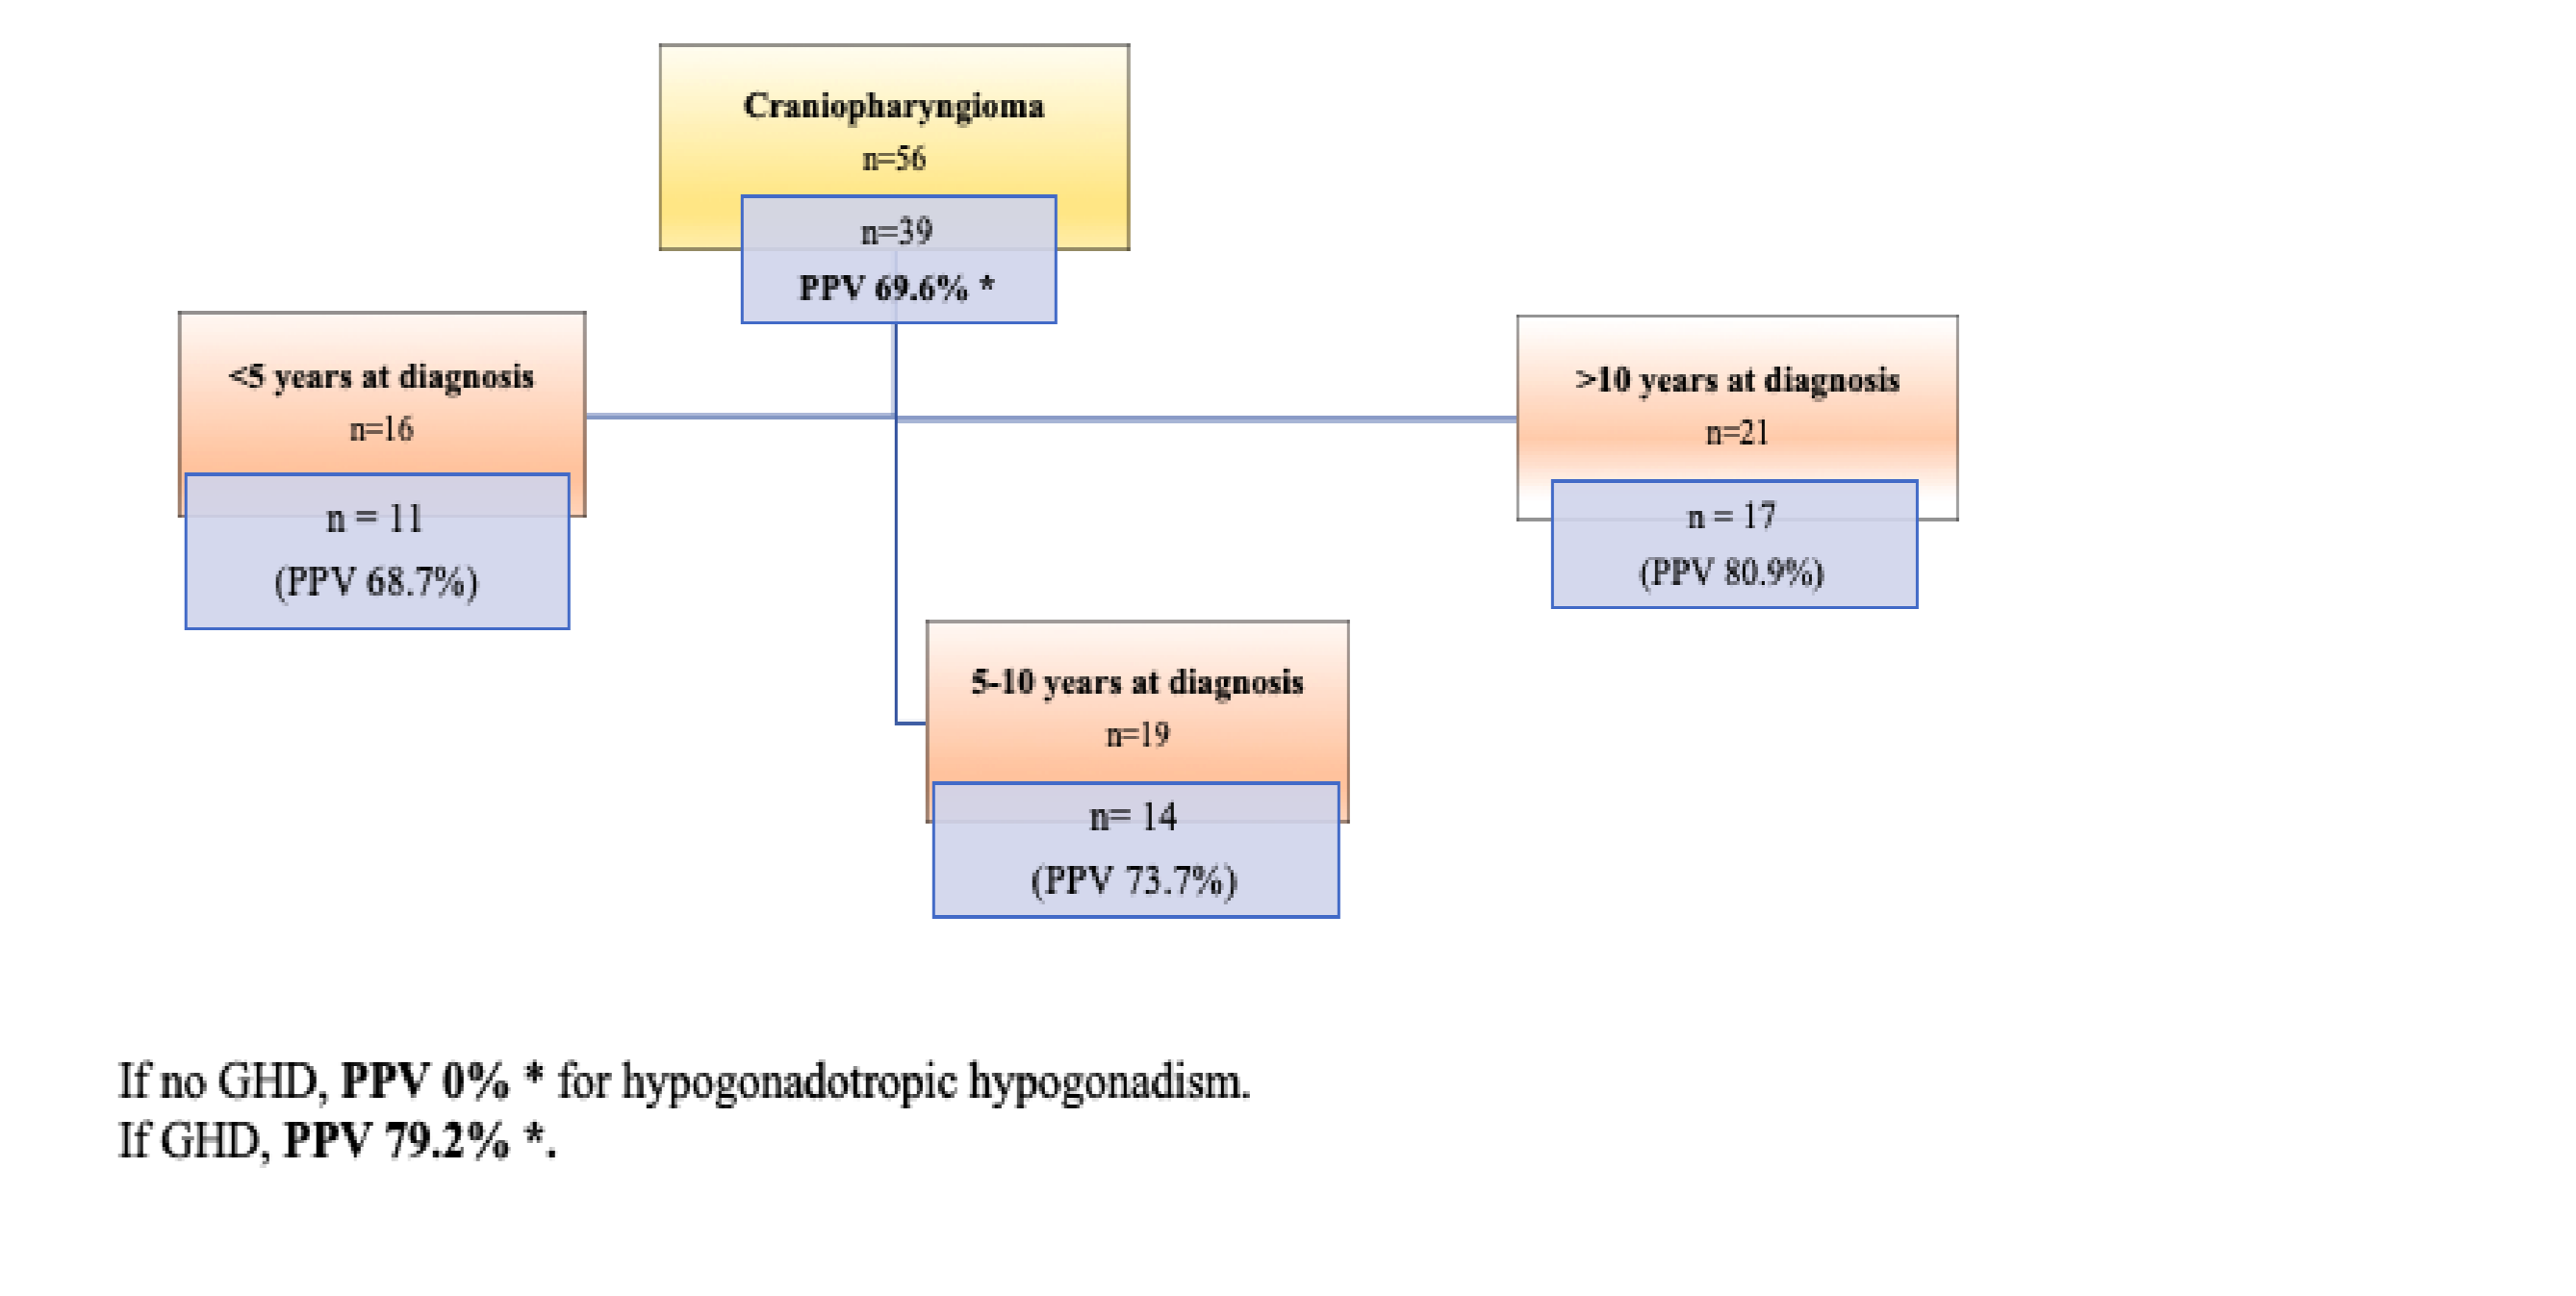 Craniopharyngioma
n=56
n=39
PPV 69.6% *
<5 years at diagnosis
n=16
n = 11
(PPV 68.7%)
>10 years at diagnosis
n=21
n = 17
(PPV 80.9%)
5-10 years at diagnosis
n=19
n= 14
(PPV 73.7%)
If no GHD, PPV 0% * for hypogonadotropic hypogonadism.
If GHD, PPV 79.2% *.